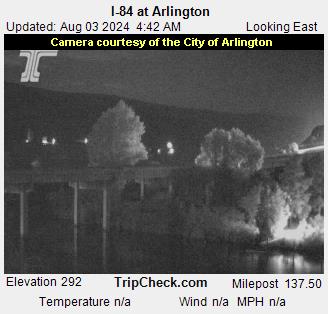 I-84 at Arlington
Updated: Aug 03 2024 4:42 AM Looking East
Camera courtesy of the City of Arlington
Elevation 292 TripCheck.com Milepost 137.50
Temperature n/a Wind n/a MPH n/a